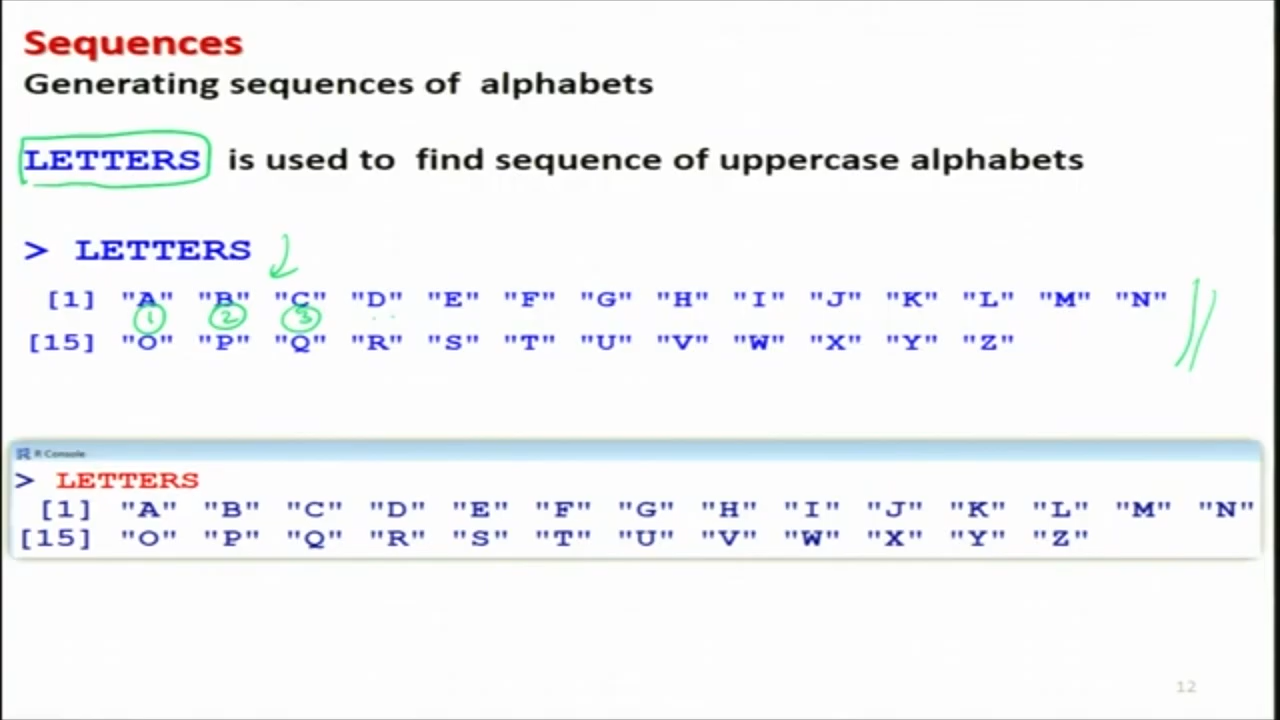 Sequences
Generating sequences of alphabets
LETTERS is used to find sequence of uppercase alphabets
> LETTERS
[1] "A" "B" "C" "D" "E" "F" "G" "H" "I" "J" "K" "L" "M" "N"
1 2 3
[15] "O" "P" "Q" "R" "S" "T" "U" "V" "W" "X" "Y" "Z"
R Console
> LETTERS
[1] "A" "B" "C" "D" "E" "F" "G" "H" "I" "J" "K" "L" "M" "N"
[15] "O" "P" "Q" "R" "S" "T" "U" "V" "W" "X" "Y" "Z"
12